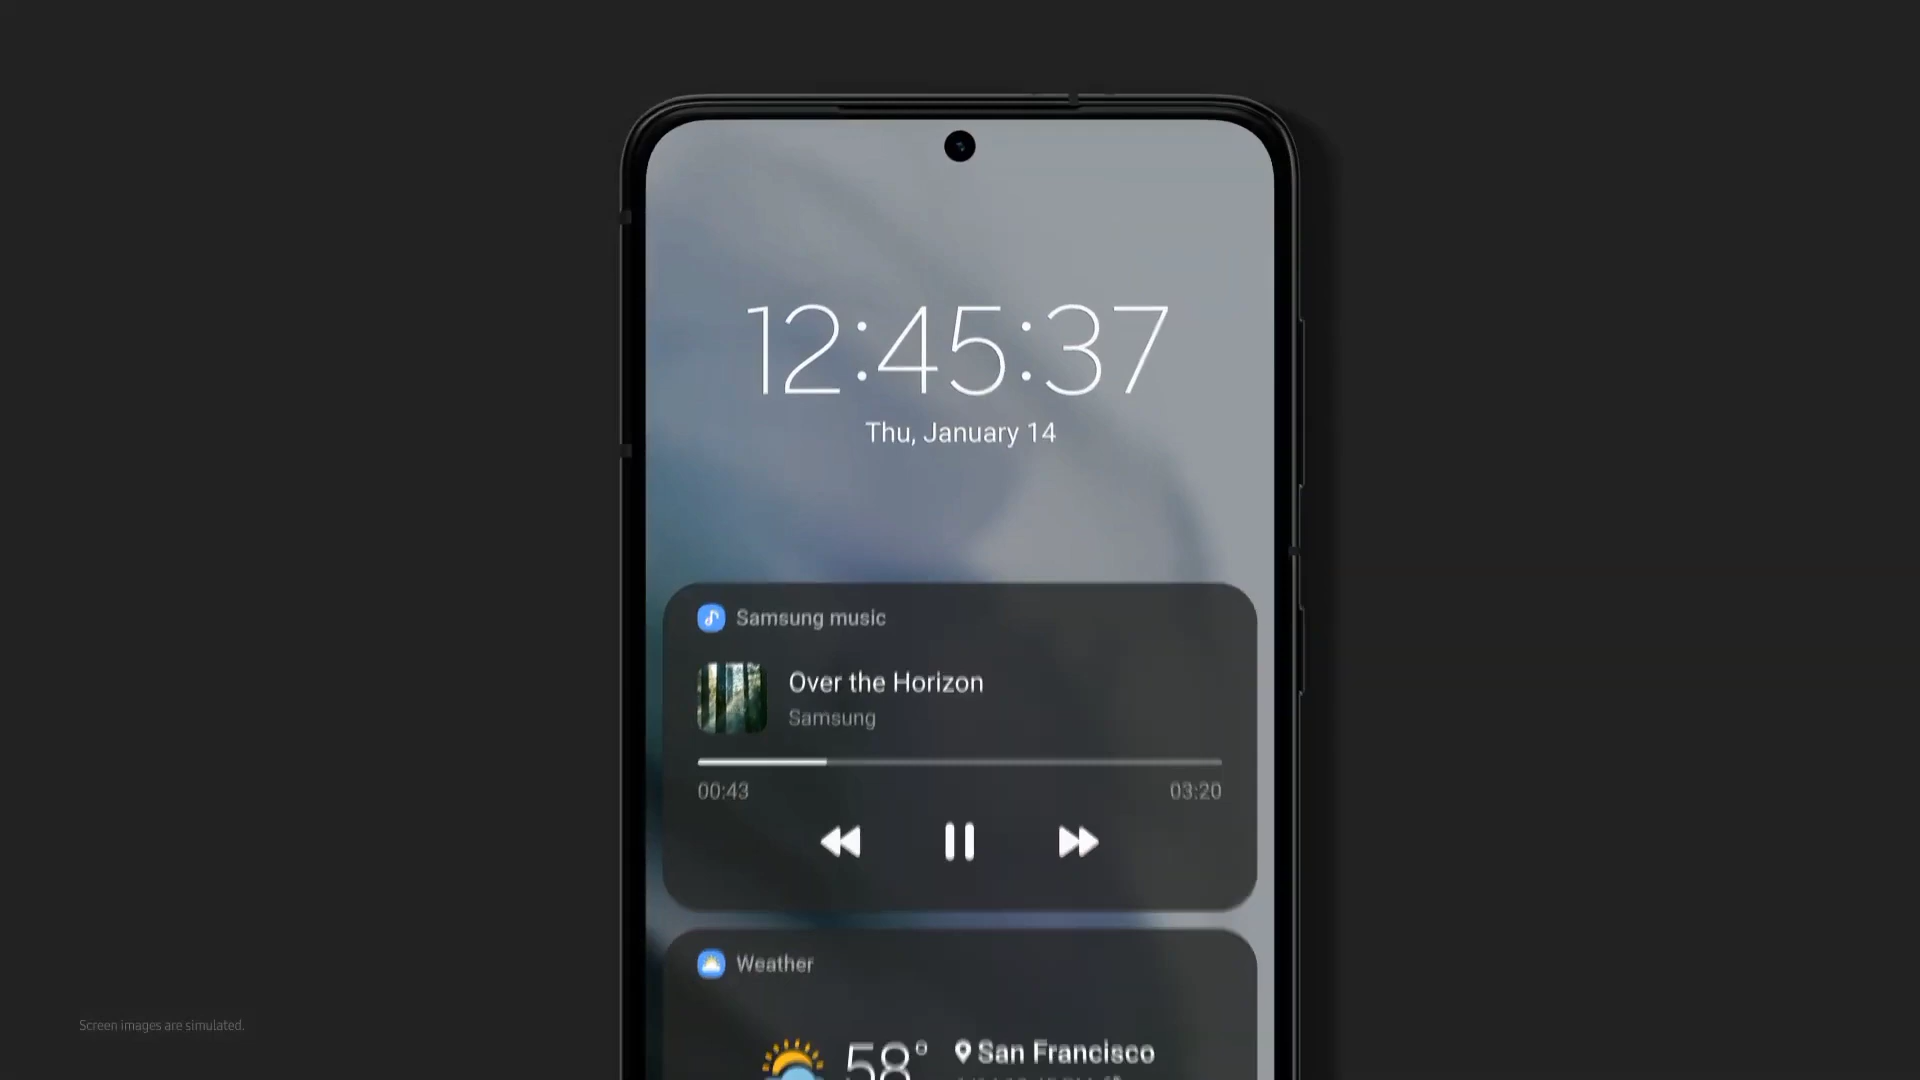 12:45:37
Thu, January 14
Samsung music
Over the Horizon
Samsung
00:43
03:20
Weather
58°
San Francisco
Screen images are simulated.